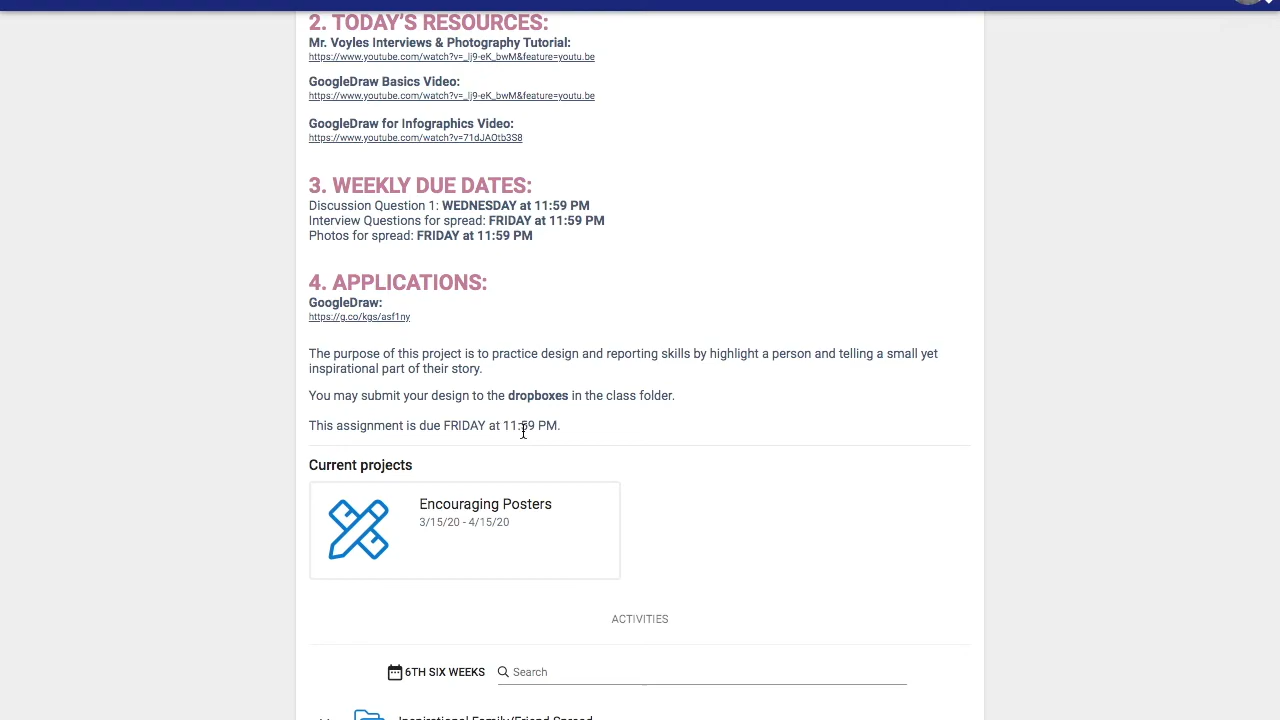 2. TODAY'S RESOURCES:
Mr. Voyles Interviews & Photography Tutorial:
https://www.youtube.com/watch?v=_lj9-eK_bwM&feature=youtu.be
GoogleDraw Basics Video:
https://www.youtube.com/watch?v=_lj9-eK_bwM&feature=youtu.be
GoogleDraw for Infographics Video:
https://www.youtube.com/watch?v=71dJAOtb3S8
3. WEEKLY DUE DATES:
Discussion Question 1: WEDNESDAY at 11:59 PM
Interview Questions for spread: FRIDAY at 11:59 PM
Photos for spread: FRIDAY at 11:59 PM
4. APPLICATIONS:
GoogleDraw:
https://g.co/kgs/asf1ny
The purpose of this project is to practice design and reporting skills by highlight a person and telling a small yet
inspirational part of their story.
You may submit your design to the dropboxes in the class folder.
This assignment is due FRIDAY at 11:59 PM.
Current projects
Encouraging Posters
3/15/20 - 4/15/20
ACTIVITIES
6TH SIX WEEKS
Search
Inspirational Family/Friend Spread